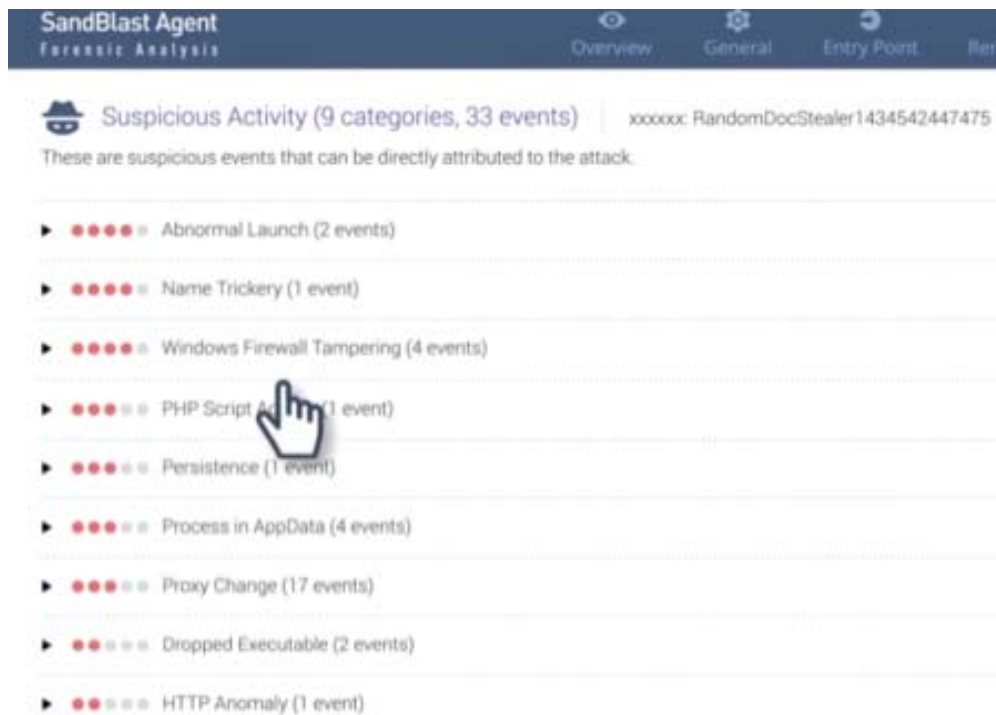 SandBlast Agent
Forensic Analysis
Overview
General
Entry Point
Suspicious Activity (9 categories, 33 events)
xxxxxx: RandomDocStealer1434542447475
These are suspicious events that can be directly attributed to the attack.
Abnormal Launch (2 events)
Name Trickery (1 event)
Windows Firewall Tampering (4 events)
PHP Script (1 event)
Persistence (1 event)
Process in AppData (4 events)
Proxy Change (17 events)
Dropped Executable (2 events)
HTTP Anomaly (1 event)